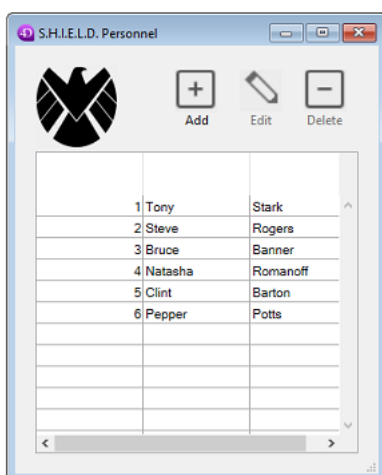 S.H.I.E.L.D. Personnel
Add Edit Delete
1 Tony Stark
2 Steve Rogers
3 Bruce Banner
4 Natasha Romanoff
5 Clint Barton
6 Pepper Potts